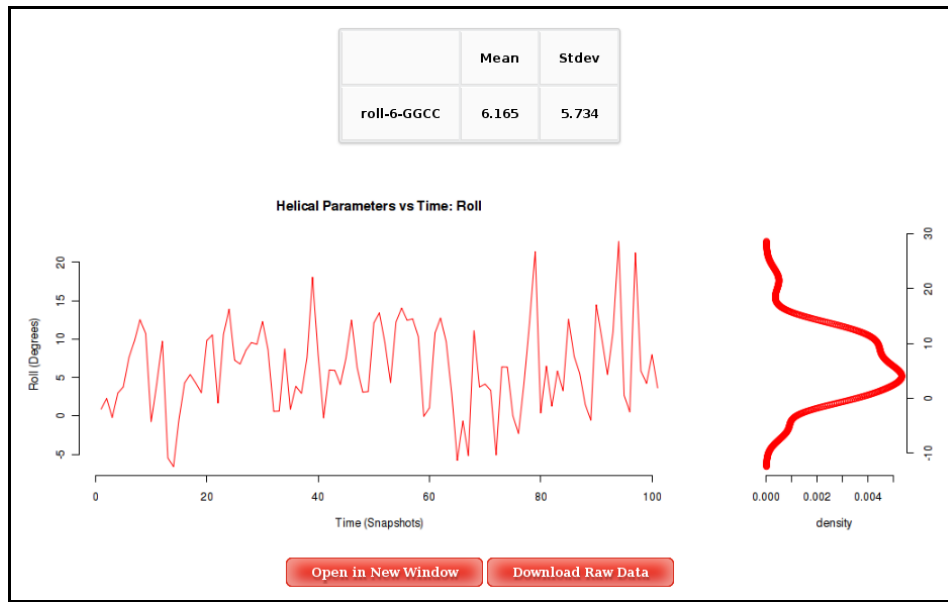 Mean Stdev
roll-6-GGCC 6.165 5.734
Helical Parameters vs Time: Roll
Roll (Degrees)
20
15
10
5
0
-5
0 20 40 60 80 100
Time (Snapshots)
30
20
10
0
-10
0.000 0.002 0.004
density
Open in New Window Download Raw Data